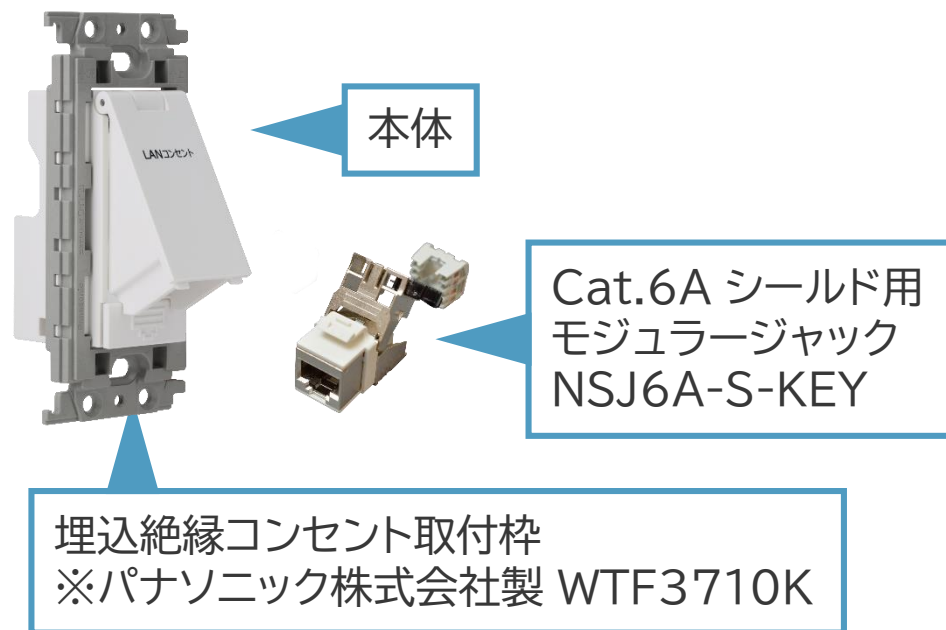 本体
LANコンセント
Cat.6A シールド用
モジュラージャック
NSJ6A-S-KEY
埋込絶縁コンセント取付枠
※パナソニック株式会社製 WTF3710K